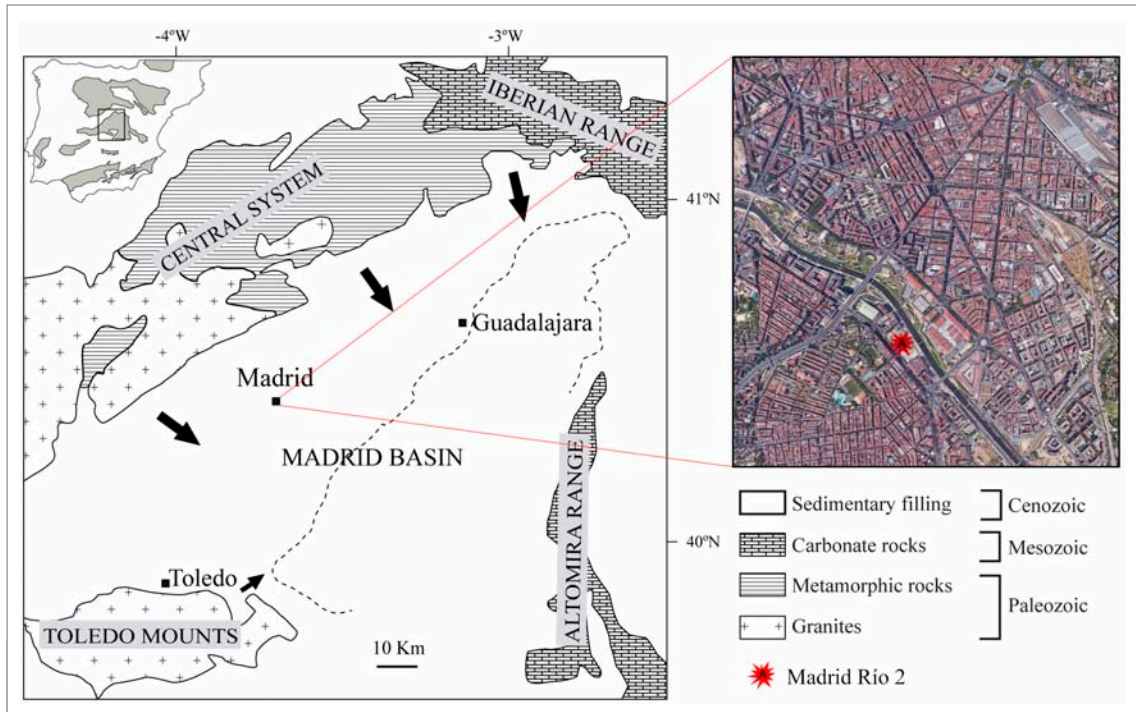 -4ºW
-3ºW
IBERIAN RANGE
CENTRAL SYSTEM
41ºN
Guadalajara
Madrid
MADRID BASIN
ALTOMIRA RANGE
40ºN
Toledo
TOLEDO MOUNTS
10 Km
Sedimentary filling
Cenozoic
Carbonate rocks
Mesozoic
Metamorphic rocks
Paleozoic
Granites
Madrid Río 2